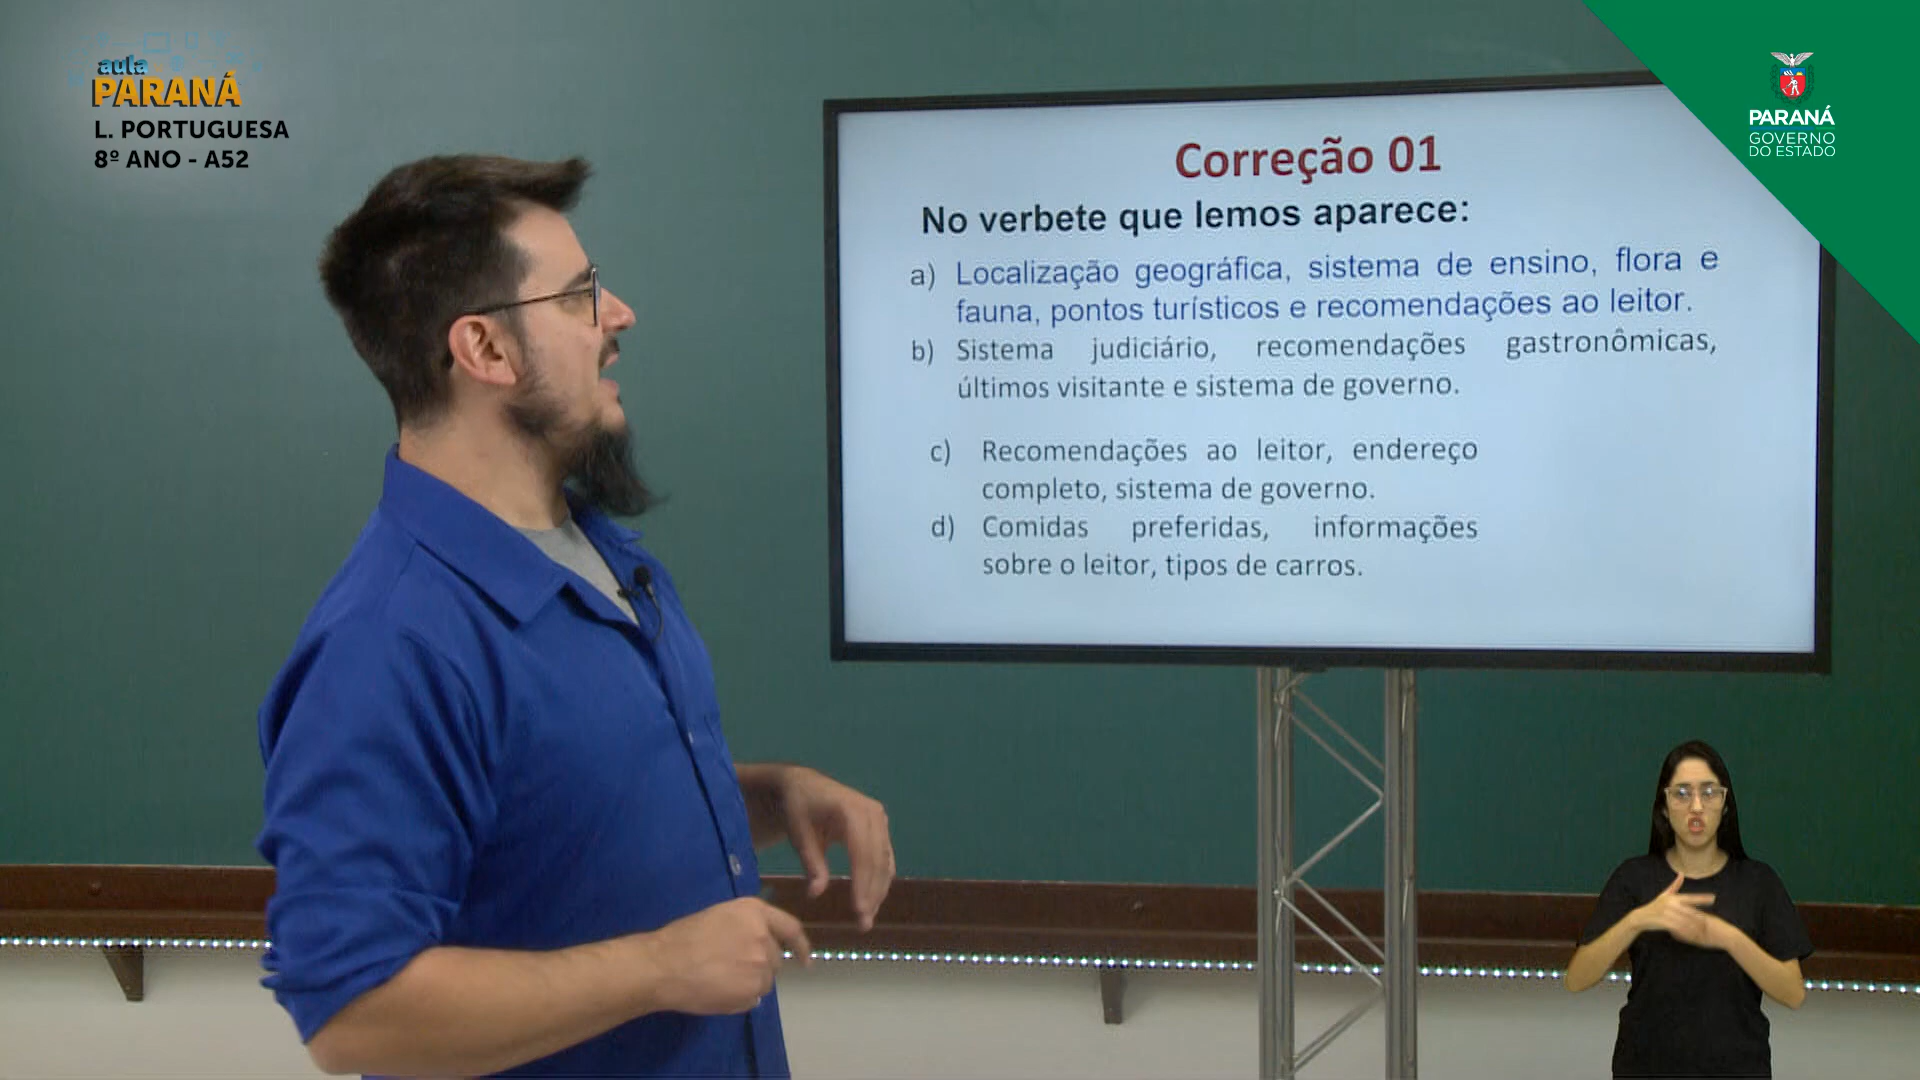 aula
PARANÁ
L. PORTUGUESA
8º ANO - A52
PARANÁ
GOVERNO
DO ESTADO
Correção 01
No verbete que lemos aparece:
a) Localização geográfica, sistema de ensino, flora e
fauna, pontos turísticos e recomendações ao leitor.
b) Sistema judiciário, recomendações gastronômicas,
últimos visitante e sistema de governo.
c) Recomendações ao leitor, endereço
completo, sistema de governo.
d) Comidas preferidas, informações
sobre o leitor, tipos de carros.